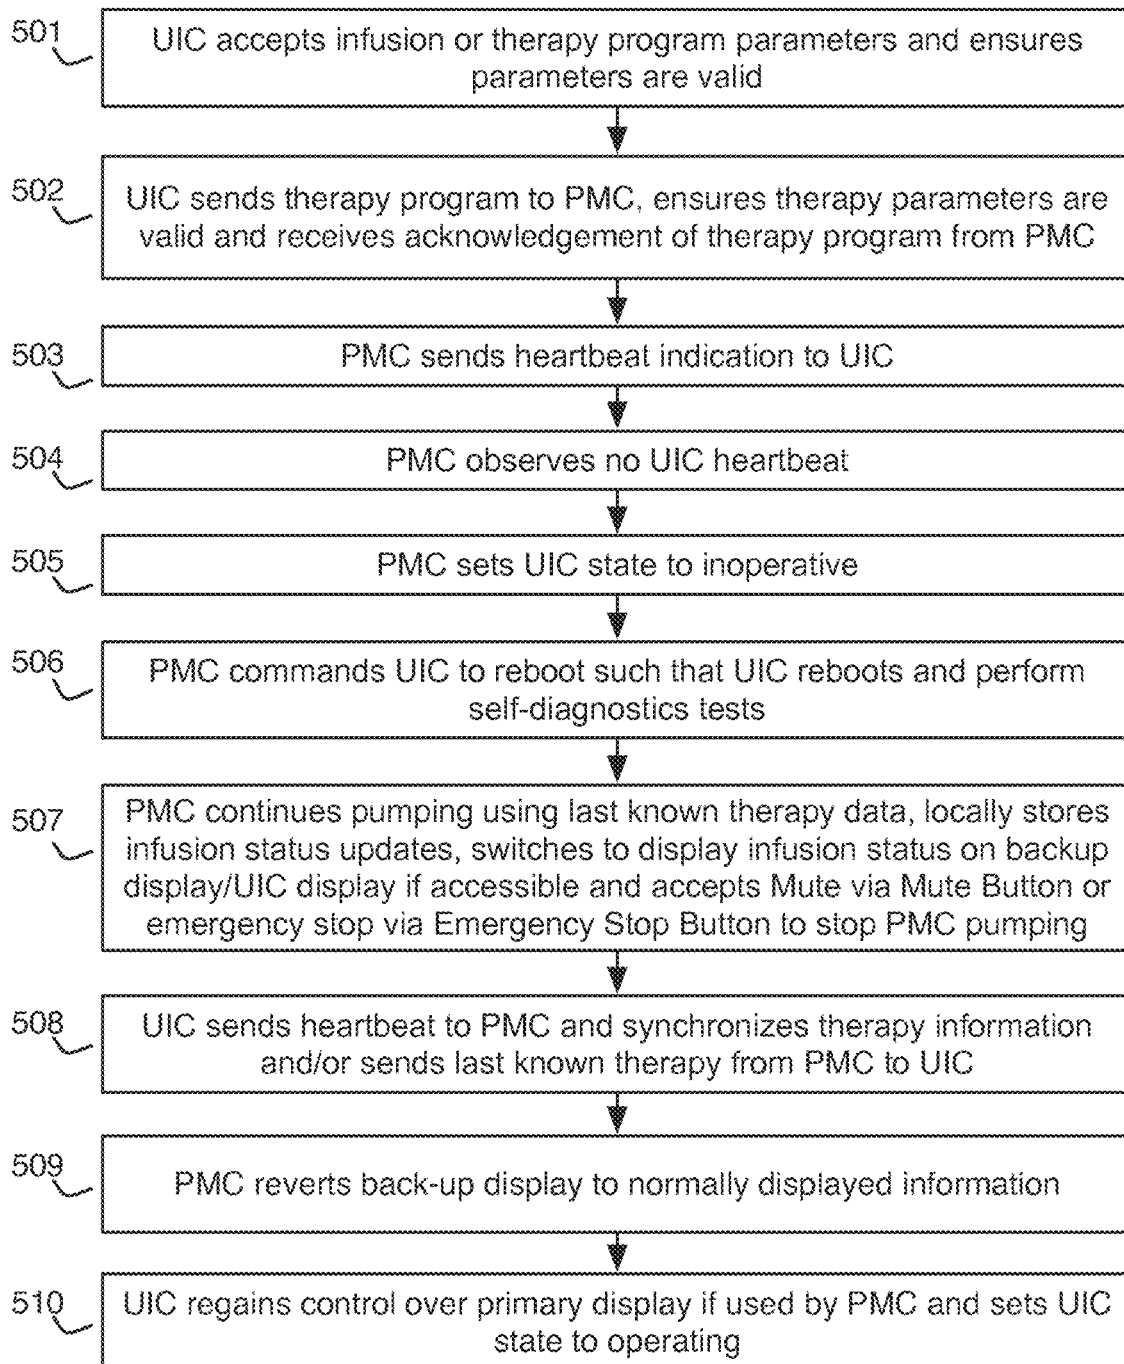 501
UIC accepts infusion or therapy program parameters and ensures
parameters are valid
502
UIC sends therapy program to PMC, ensures therapy parameters are
valid and receives acknowledgement of therapy program from PMC
503
PMC sends heartbeat indication to UIC
504
PMC observes no UIC heartbeat
505
PMC sets UIC state to inoperative
506
PMC commands UIC to reboot such that UIC reboots and perform
self-diagnostics tests
507
PMC continues pumping using last known therapy data, locally stores
infusion status updates, switches to display infusion status on backup
display/UIC display if accessible and accepts Mute via Mute Button or
emergency stop via Emergency Stop Button to stop PMC pumping
508
UIC sends heartbeat to PMC and synchronizes therapy information
and/or sends last known therapy from PMC to UIC
509
PMC reverts back-up display to normally displayed information
510
UIC regains control over primary display if used by PMC and sets UIC
state to operating